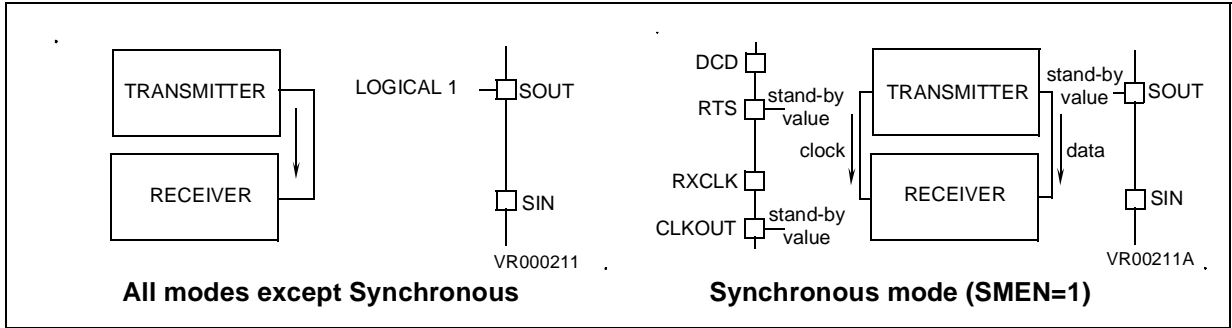 TRANSMITTER
RECEIVER
LOGICAL 1
SOUT
SIN
VR000211
All modes except Synchronous
DCD
RTS
stand-by
value
RXCLK
CLKOUT
stand-by
value
clock
TRANSMITTER
RECEIVER
data
stand-by
value
SOUT
SIN
VR00211A
Synchronous mode (SMEN=1)